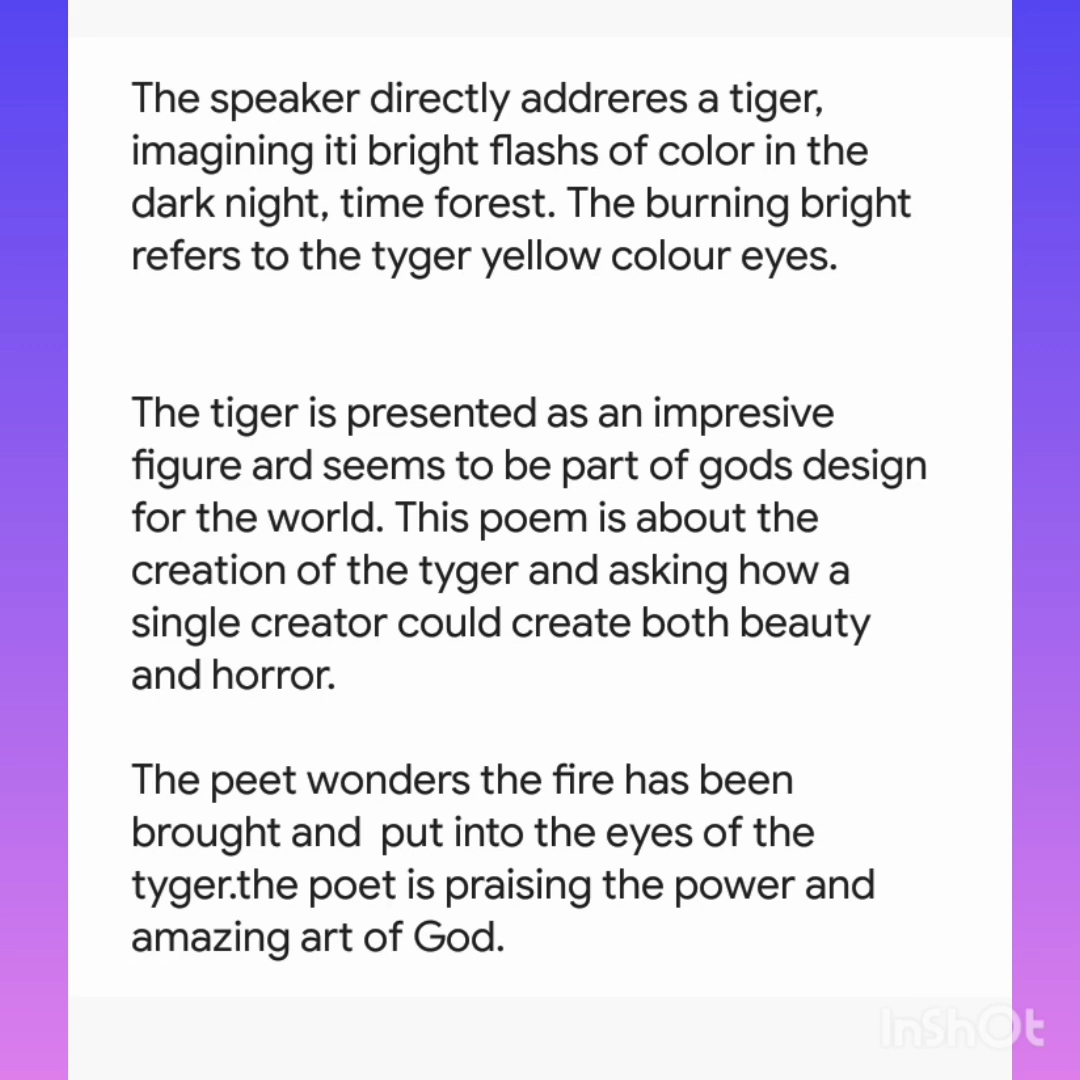 The speaker directly addreres a tiger,
imagining iti bright flashs of color in the
dark night, time forest. The burning bright
refers to the tyger yellow colour eyes.
The tiger is presented as an impresive
figure ard seems to be part of gods design
for the world. This poem is about the
creation of the tyger and asking how a
single creator could create both beauty
and horror.
The peet wonders the fire has been
brought and  put into the eyes of the
tyger.the poet is praising the power and
amazing art of God.
InShOt